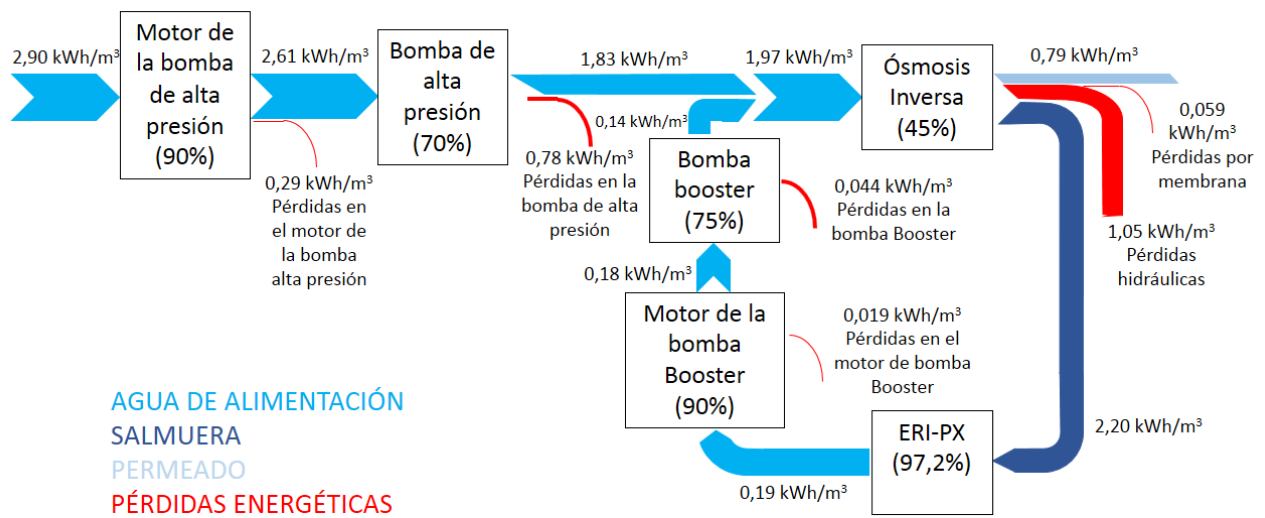 2,90 kWh/m³
Motor de
la bomba
de alta
presión
(90%)
2,61 kWh/m³
0,29 kWh/m³
Pérdidas en
el motor de
la bomba
alta presión
Bomba de
alta
presión
(70%)
1,83 kWh/m³
0,78 kWh/m³
Pérdidas en la
bomba de alta
presión
0,14 kWh/m³
1,97 kWh/m³
Ósmosis
Inversa
(45%)
0,79 kWh/m³
0,059
kWh/m³
Pérdidas por
membrana
1,05 kWh/m³
Pérdidas
hidráulicas
Bomba
booster
(75%)
0,044 kWh/m³
Pérdidas en la
bomba Booster
0,18 kWh/m³
Motor de la
bomba
Booster
(90%)
0,019 kWh/m³
Pérdidas en el
motor de bomba
Booster
2,20 kWh/m³
ERI-PX
(97,2%)
0,19 kWh/m³
AGUA DE ALIMENTACIÓN
SALMUERA
PERMEADO
PÉRDIDAS ENERGÉTICAS